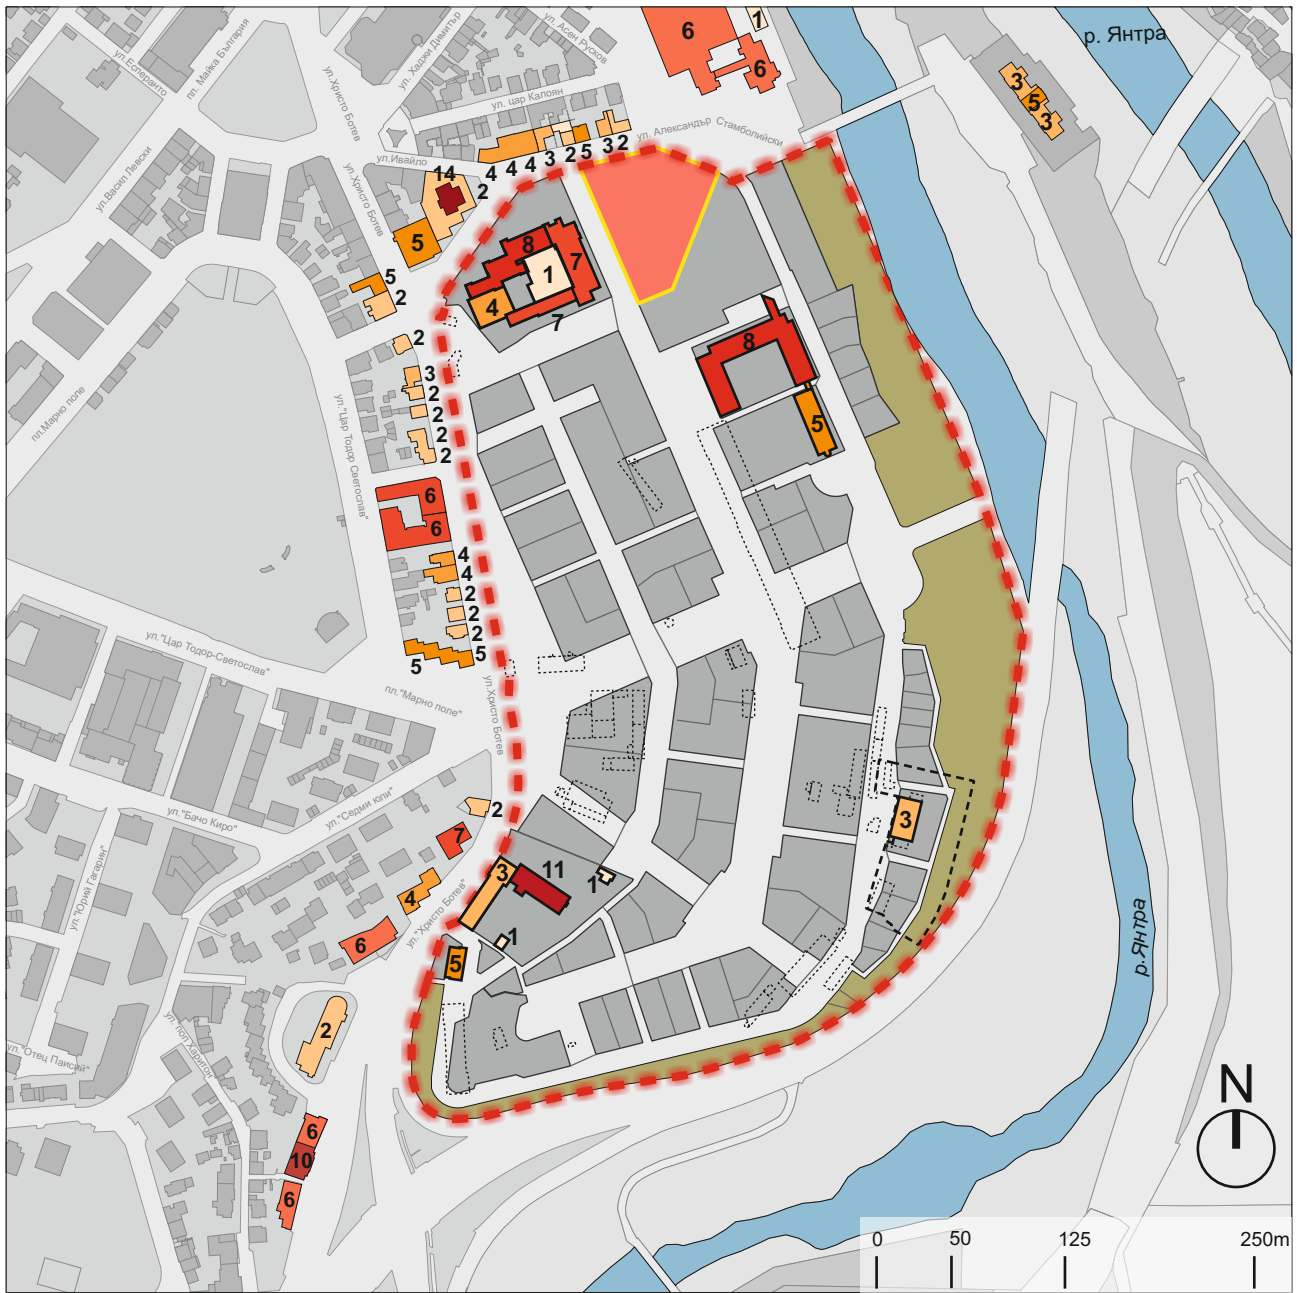 ул.Есперанто
пл. Майка България
ул. Хаджи Димитър
ул. Асен Русков
6
1
6
р. Янтра
3
5
3
ул.Христо Ботев
ул. цар Калоян
ул. Александър Стамболийски
ул.Васил Левски
ул.Ивайло
ул.Христо Ботев
4
4
4
3
2
5
3
2
14
2
5
8
7
1
4
7
5
2
2
3
2
2
2
2
8
5
пл.Марно поле
ул."Цар Тодор Светослав"
6
6
4
4
2
2
2
5
5
ул."Цар Тодор-Светослав"
пл."Марно поле"
ул.Христо Ботев
ул."Бачо Киро"
ул."Седми юли"
2
7
4
6
ул."Христо Ботев"
3
11
1
1
5
3
ул."Юрий Гагарин"
ул."Отец Паисий"
ул."поп Харитон"
2
6
10
6
р.Янтра
N
0 50 125 250m